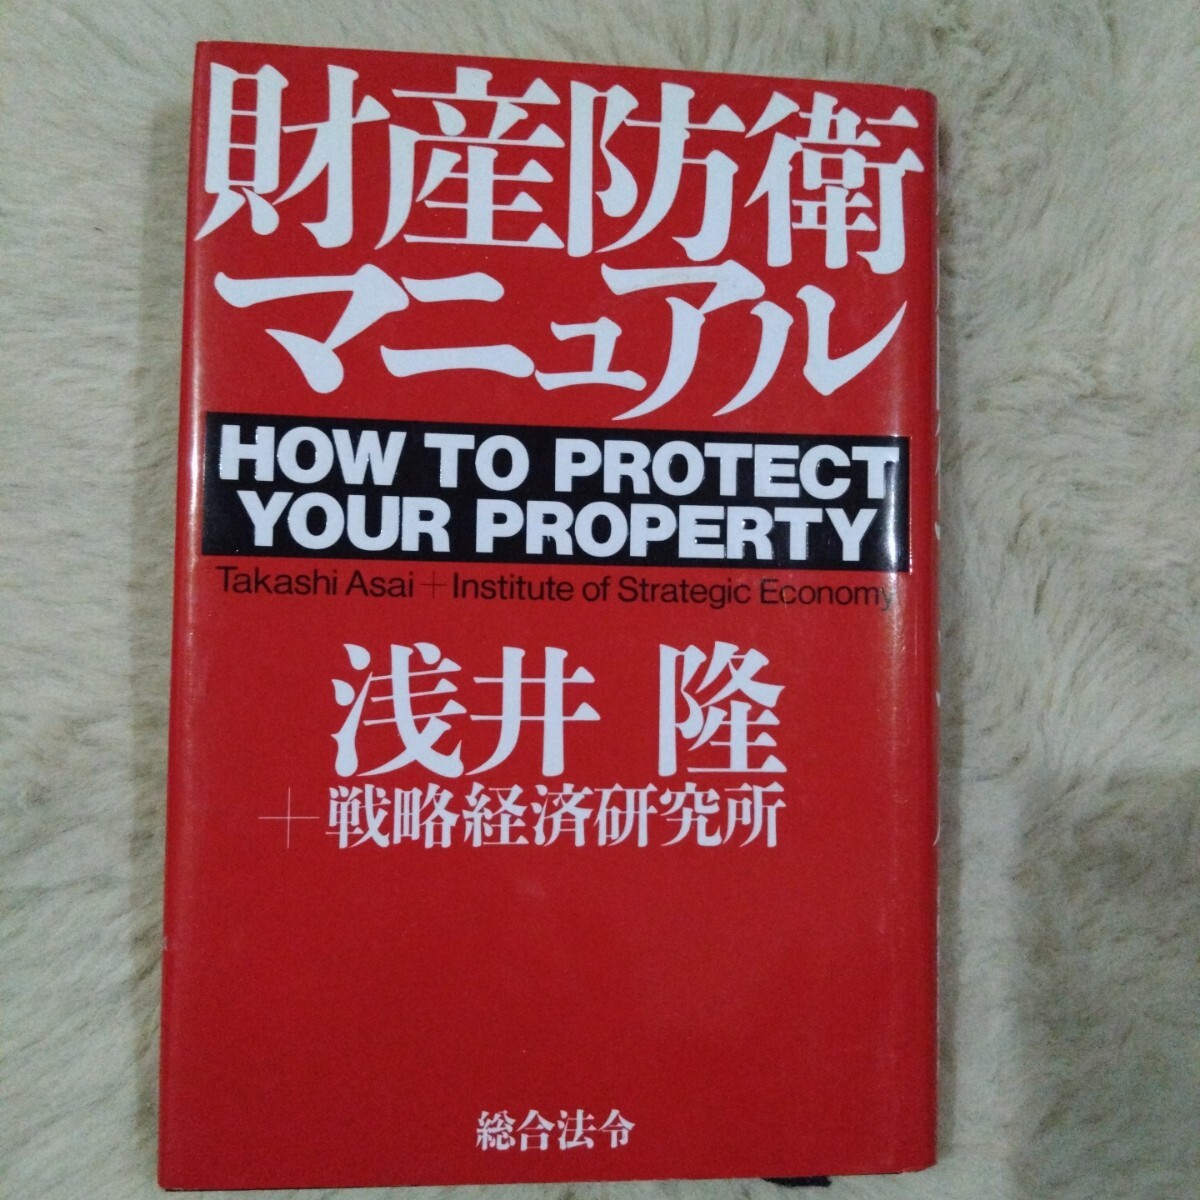 財産防衛
マニュアル
HOW TO PROTECT
YOUR PROPERTY
Takashi Asai+Institute of Strategic Economy
浅井 隆
+戦略経済研究所
総合法令